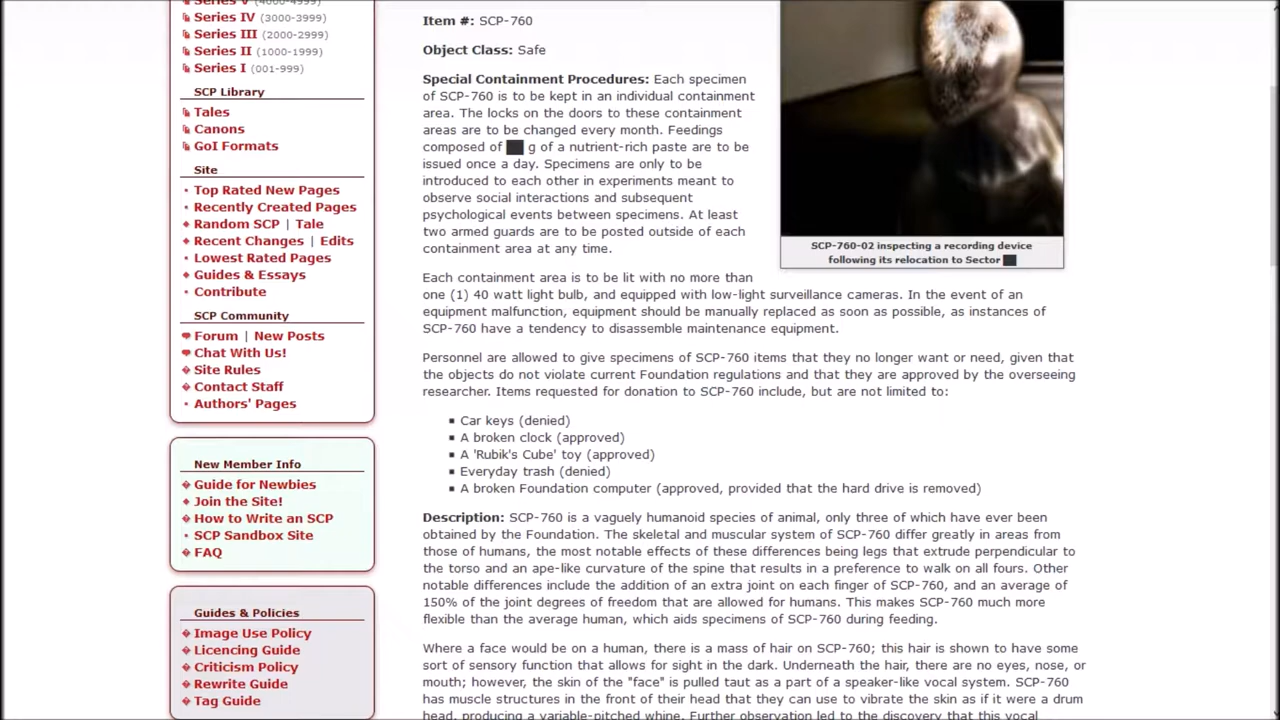 Series V (4000-4999)
Series IV (3000-3999)
Series III (2000-2999)
Series II (1000-1999)
Series I (001-999)
SCP Library
Tales
Canons
GoI Formats
Site
Top Rated New Pages
Recently Created Pages
Random SCP | Tale
Recent Changes | Edits
Lowest Rated Pages
Guides & Essays
Contribute
SCP Community
Forum | New Posts
Chat With Us!
Site Rules
Contact Staff
Authors' Pages
New Member Info
Guide for Newbies
Join the Site!
How to Write an SCP
SCP Sandbox Site
FAQ
Guides & Policies
Image Use Policy
Licencing Guide
Criticism Policy
Rewrite Guide
Tag Guide
Item #: SCP-760
Object Class: Safe
Special Containment Procedures: Each specimen
of SCP-760 is to be kept in an individual containment
area. The locks on the doors to these containment
areas are to be changed every month. Feedings
composed of ██ g of a nutrient-rich paste are to be
issued once a day. Specimens are only to be
introduced to each other in experiments meant to
observe social interactions and subsequent
psychological events between specimens. At least
two armed guards are to be posted outside of each
containment area at any time.
SCP-760-02 inspecting a recording device
following its relocation to Sector ██
Each containment area is to be lit with no more than
one (1) 40 watt light bulb, and equipped with low-light surveillance cameras. In the event of an
equipment malfunction, equipment should be manually replaced as soon as possible, as instances of
SCP-760 have a tendency to disassemble maintenance equipment.
Personnel are allowed to give specimens of SCP-760 items that they no longer want or need, given that
the objects do not violate current Foundation regulations and that they are approved by the overseeing
researcher. Items requested for donation to SCP-760 include, but are not limited to:
Car keys (denied)
A broken clock (approved)
A 'Rubik's Cube' toy (approved)
Everyday trash (denied)
A broken Foundation computer (approved, provided that the hard drive is removed)
Description: SCP-760 is a vaguely humanoid species of animal, only three of which have ever been
obtained by the Foundation. The skeletal and muscular system of SCP-760 differ greatly in areas from
those of humans, the most notable effects of these differences being legs that extrude perpendicular to
the torso and an ape-like curvature of the spine that results in a preference to walk on all fours. Other
notable differences include the addition of an extra joint on each finger of SCP-760, and an average of
150% of the joint degrees of freedom that are allowed for humans. This makes SCP-760 much more
flexible than the average human, which aids specimens of SCP-760 during feeding.
Where a face would be on a human, there is a mass of hair on SCP-760; this hair is shown to have some
sort of sensory function that allows for sight in the dark. Underneath the hair, there are no eyes, nose, or
mouth; however, the skin of the "face" is pulled taut as a part of a speaker-like vocal system. SCP-760
has muscle structures in the front of their head that they can use to vibrate the skin as if it were a drum
head, producing a variable-pitched whine. Further observation led to the discovery that this vocal